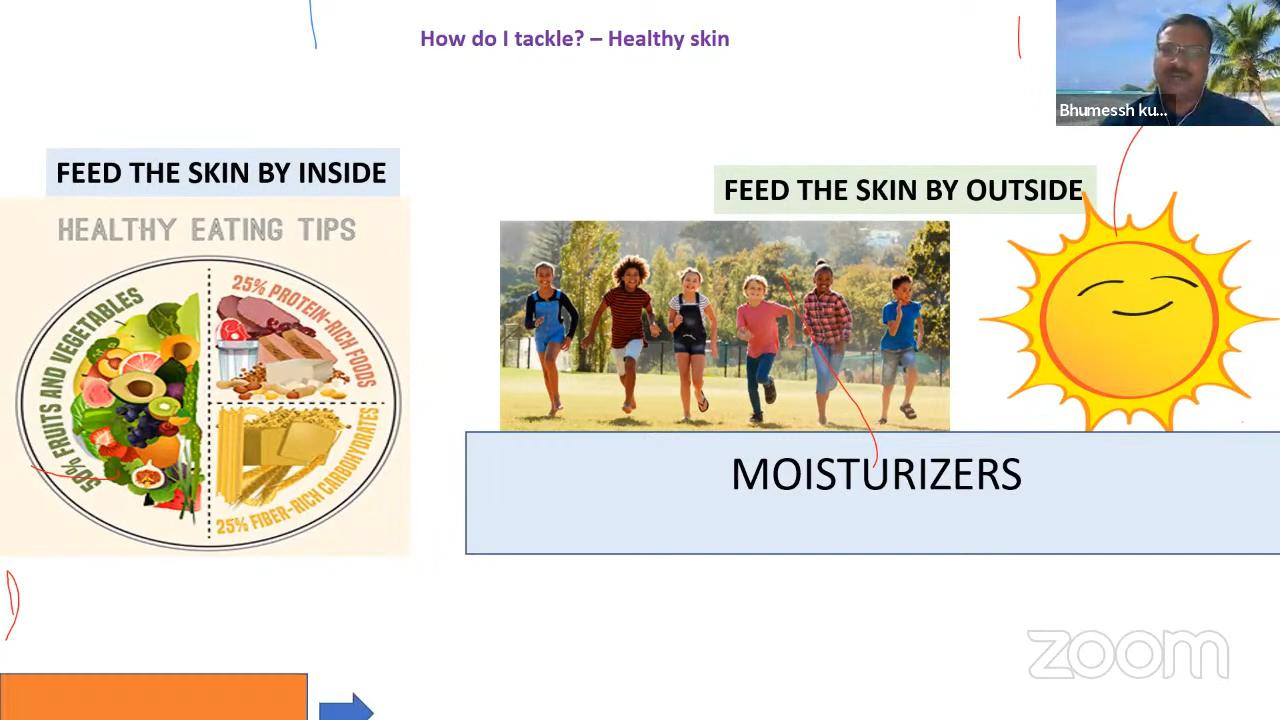 How do I tackle? – Healthy skin
Bhumessh ku...
FEED THE SKIN BY INSIDE
FEED THE SKIN BY OUTSIDE
HEALTHY EATING TIPS
50% FRUITS AND VEGETABLES
25% PROTEIN-RICH FOODS
25% FIBER-RICH CARBOHYDRATES
MOISTURIZERS
zoom